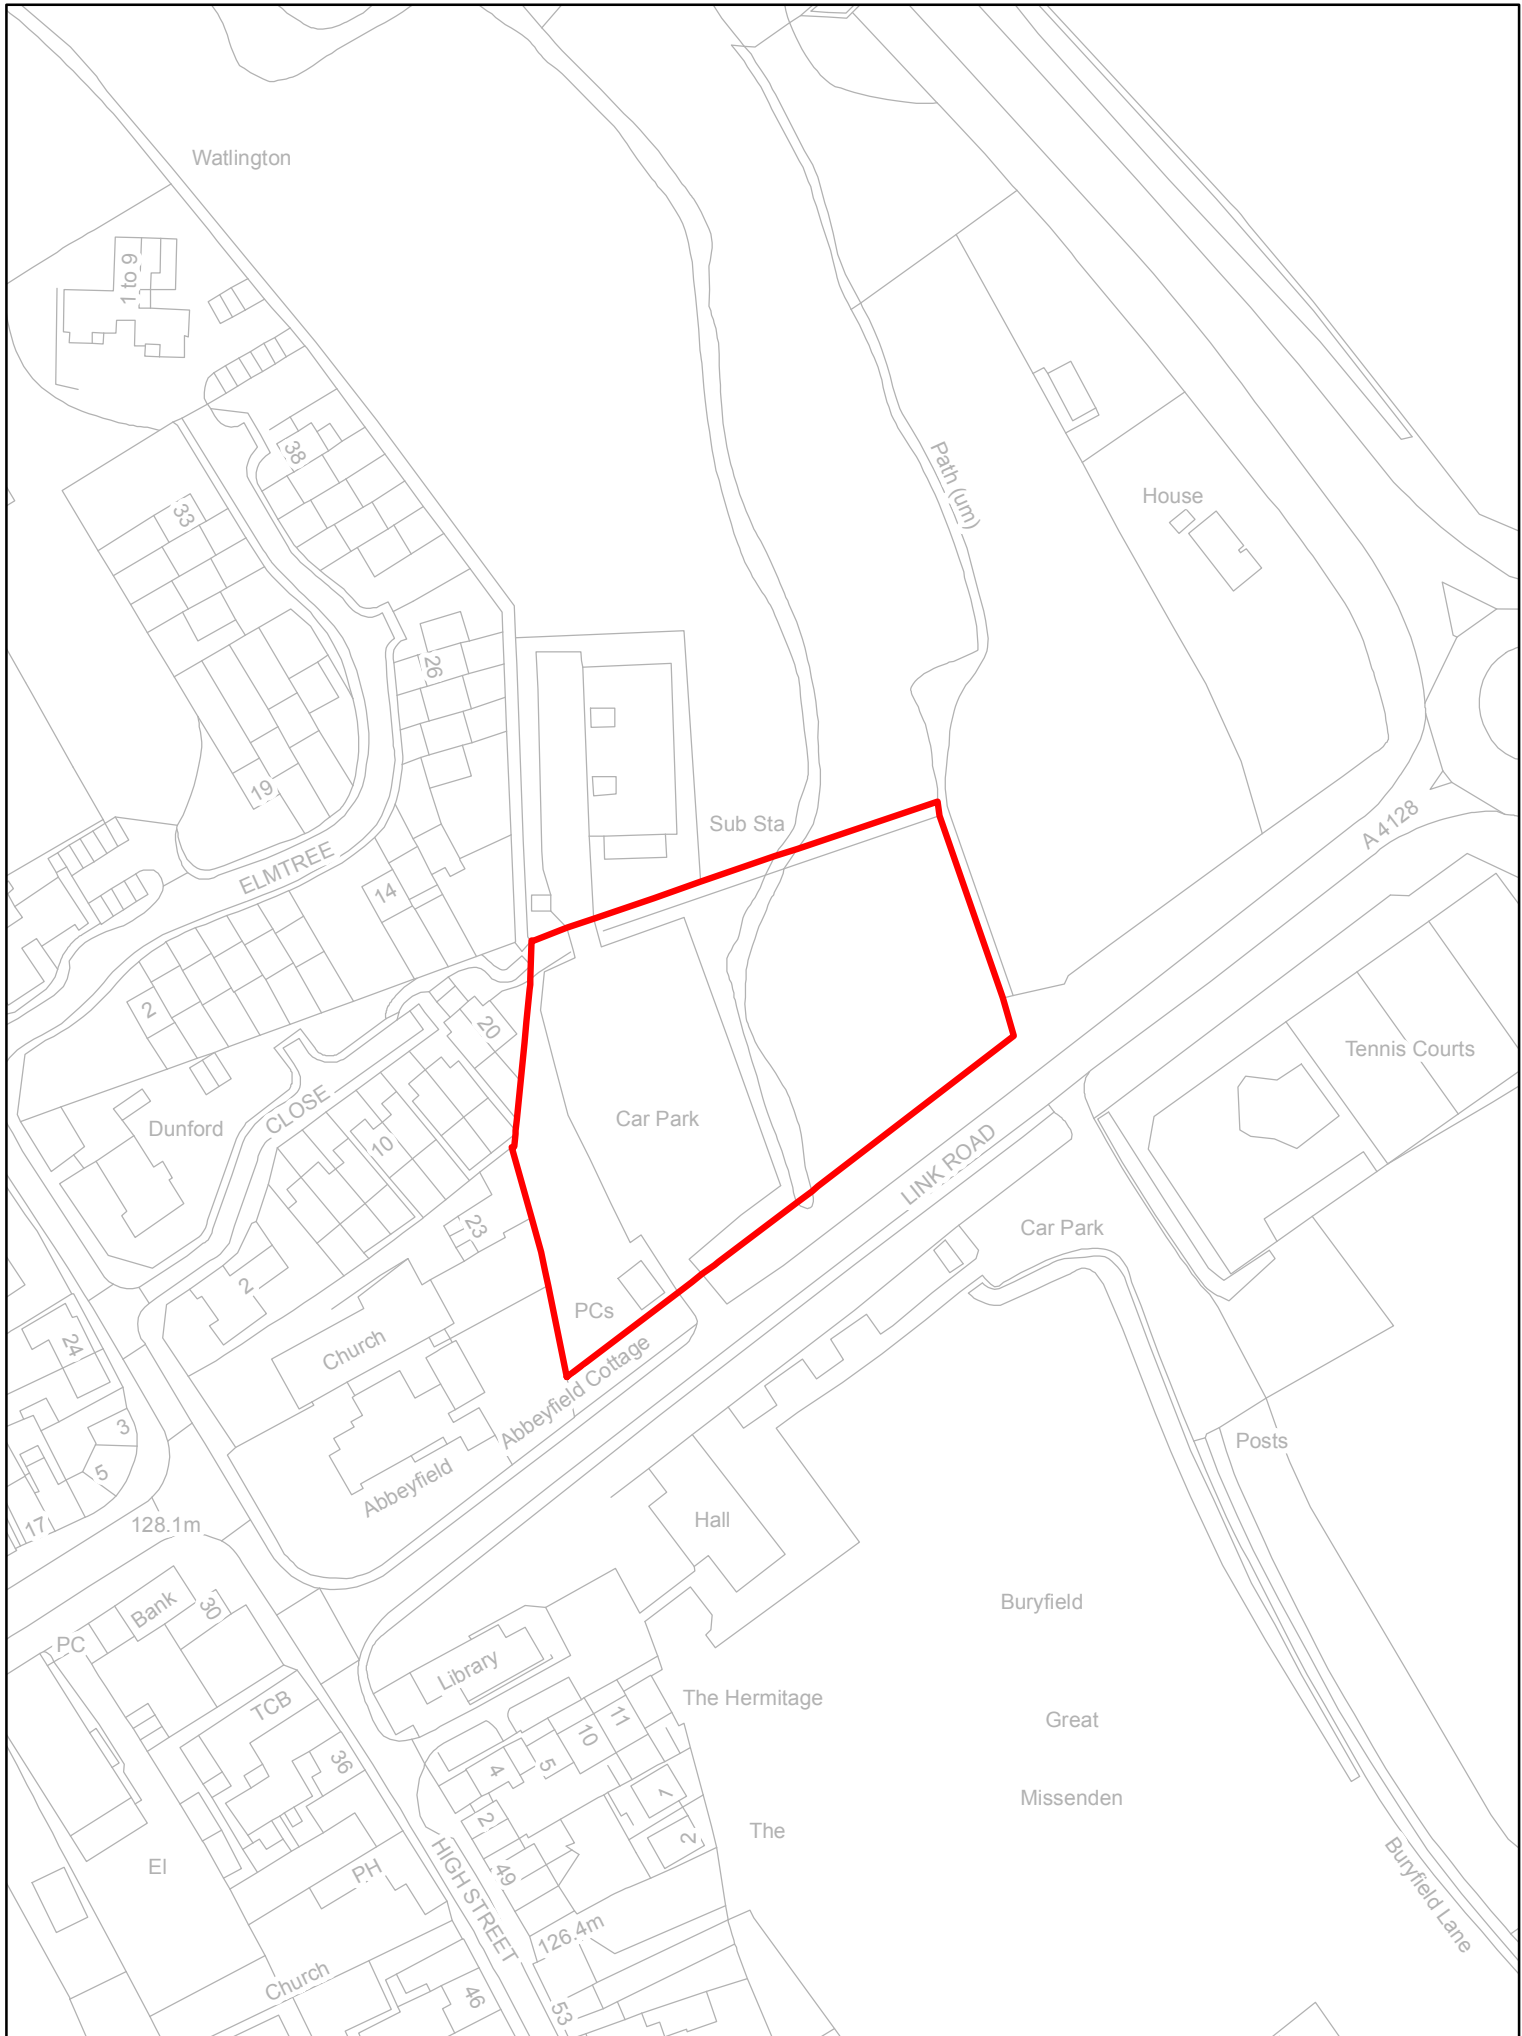 Watlington
1 to 9
38
Path (um)
House
33
26
19
Sub Sta
A 4128
ELMTREE
14
2
20
Tennis Courts
CLOSE
Dunford
Car Park
10
LINK ROAD
23
Car Park
2
PCs
24
Church
Abbeyfield Cottage
3
Posts
5
Abbeyfield
17
128.1m
Hall
Bank
30
Buryfield
PC
Library
The Hermitage
TCB
11
10
Great
36
5
4
7
Missenden
2
The
2
El
PH
49
HIGH STREET
Buryfield Lane
126.4m
Church
46
53